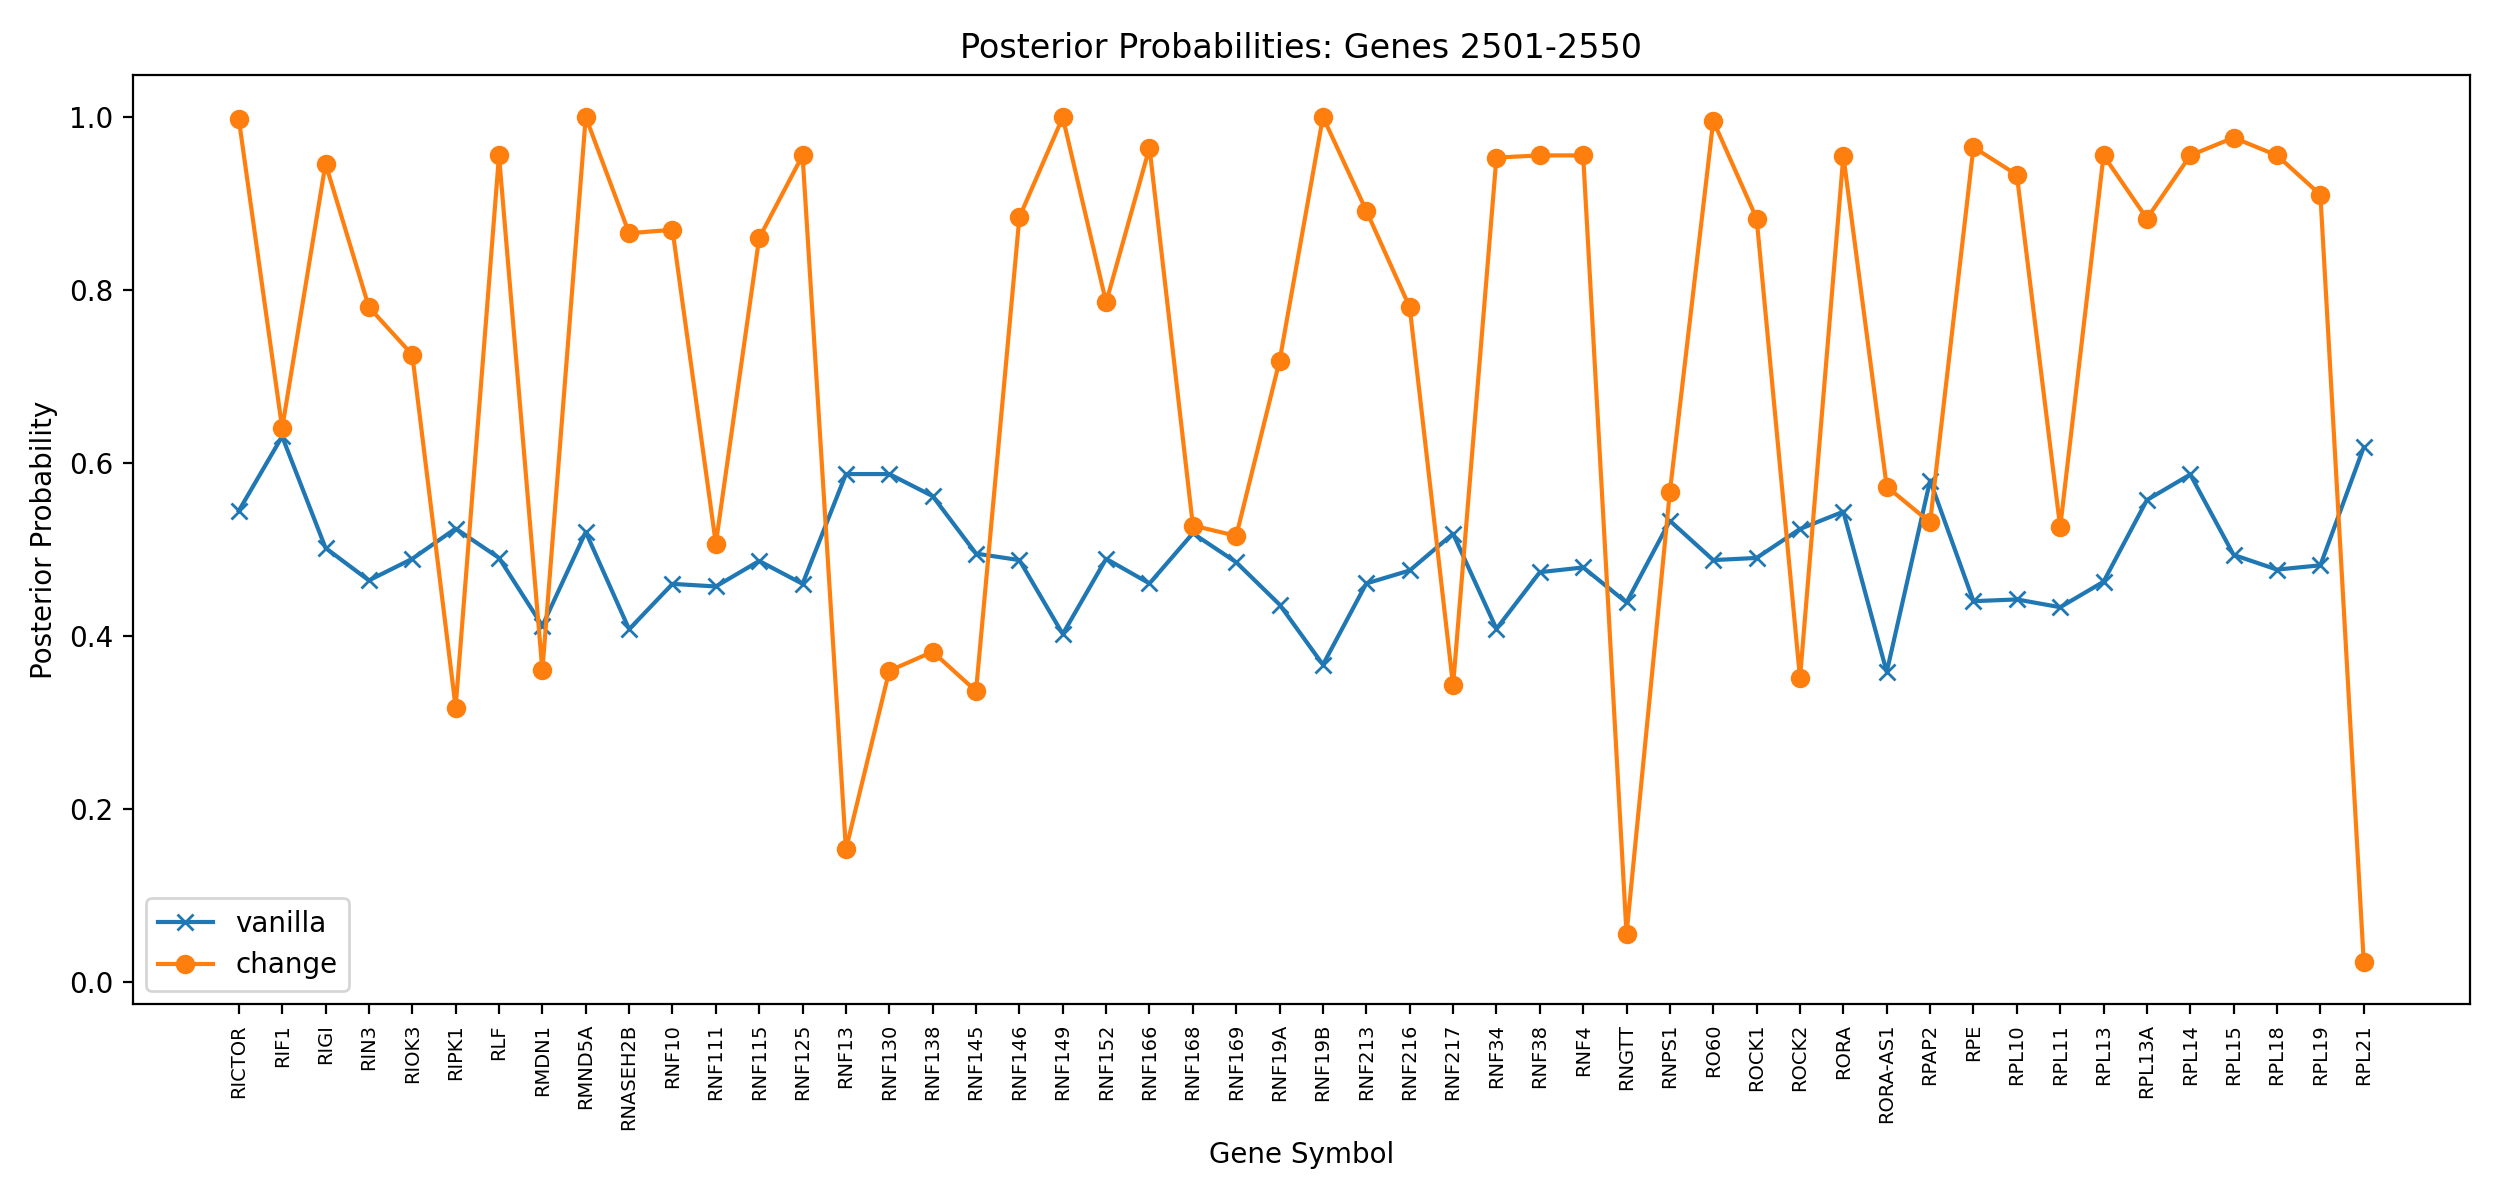 Posterior Probabilities: Genes 2501-2550
1.0
0.8
0.6
0.4
0.2
0.0
Posterior Probability
vanilla
change
RICTOR
RIF1
RIGI
RIN3
RIOK3
RIPK1
RLF
RMDN1
RMND5A
RNASEH2B
RNF10
RNF111
RNF115
RNF125
RNF13
RNF130
RNF138
RNF145
RNF146
RNF149
RNF152
RNF166
RNF168
RNF169
RNF19A
RNF19B
RNF213
RNF216
RNF217
RNF34
RNF38
RNF4
RNGTT
RNPS1
RO60
ROCK1
ROCK2
RORA
RORA-AS1
RPAP2
RPE
RPL10
RPL11
RPL13
RPL13A
RPL14
RPL15
RPL18
RPL19
RPL21
Gene Symbol